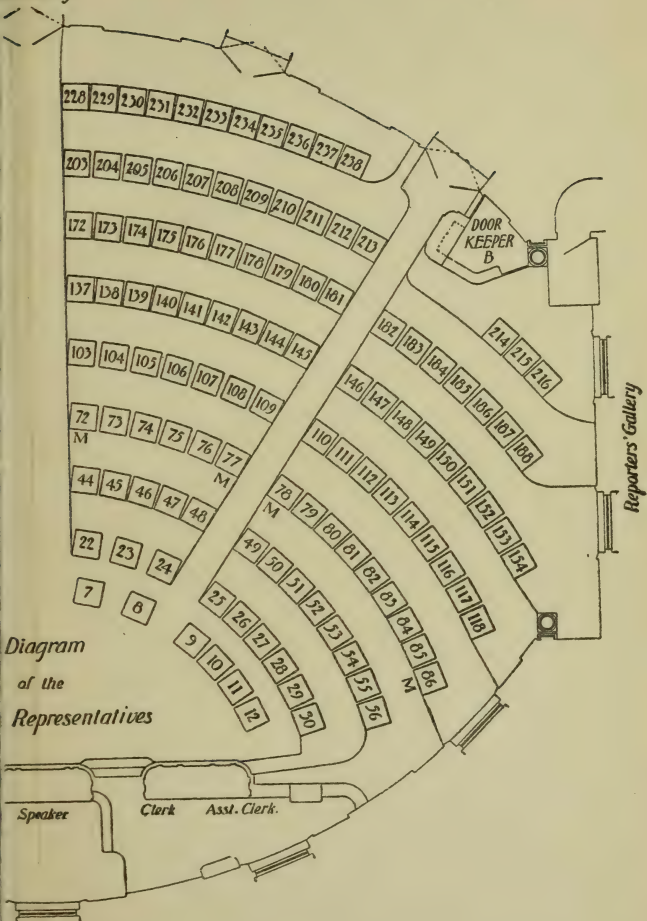 228 229 230 231 232 233 234 235 236 237 238
203 204 205 206 207 208 209 210 211 212 213
DOOR
KEEPER
B
172 173 174 175 176 177 178 179 180 181
214 215 216
137 138 139 140 141 142 143 144 145
182 183 184 185 186 187 188
Reporters' Gallery
103 104 105 106 107 108 109
146 147 148 149 150 151 152 153 154
72 73 74 75 76 77
M M
110 111 112 113 114 115 116 117 118
44 45 46 47 48
78 79 80 81 82 83 84 85 86
M M
22 23 24
49 50 51 52 53 54 55 56
7 8
25 26 27 28 29 30
9 10 11 12
Diagram
of the
Representatives
Speaker
Clerk
Asst. Clerk.